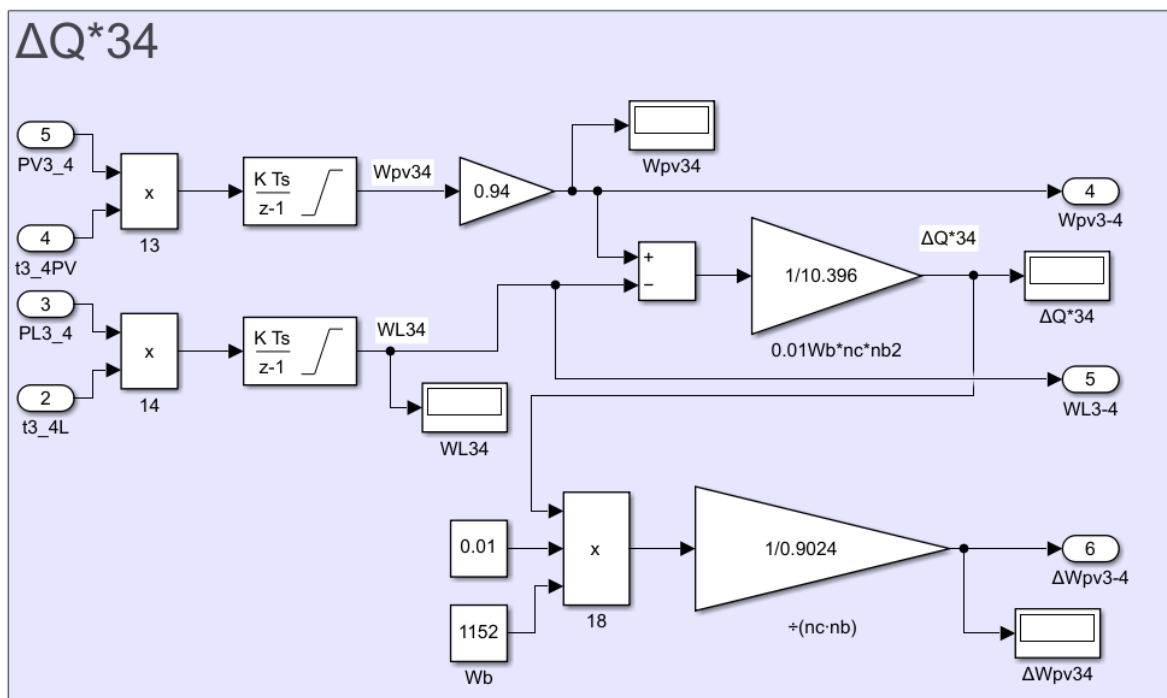 ΔQ*34
5
PV3_4
4
t3_4PV
x
13
K Ts
z-1
Wpv34
0.94
Wpv34
4
Wpv3-4
+
−
1/10.396
0.01Wb*nc*nb2
ΔQ*34
ΔQ*34
3
PL3_4
2
t3_4L
x
14
K Ts
z-1
WL34
WL34
5
WL3-4
0.01
1152
Wb
x
18
1/0.9024
÷(nc·nb)
6
ΔWpv3-4
ΔWpv34